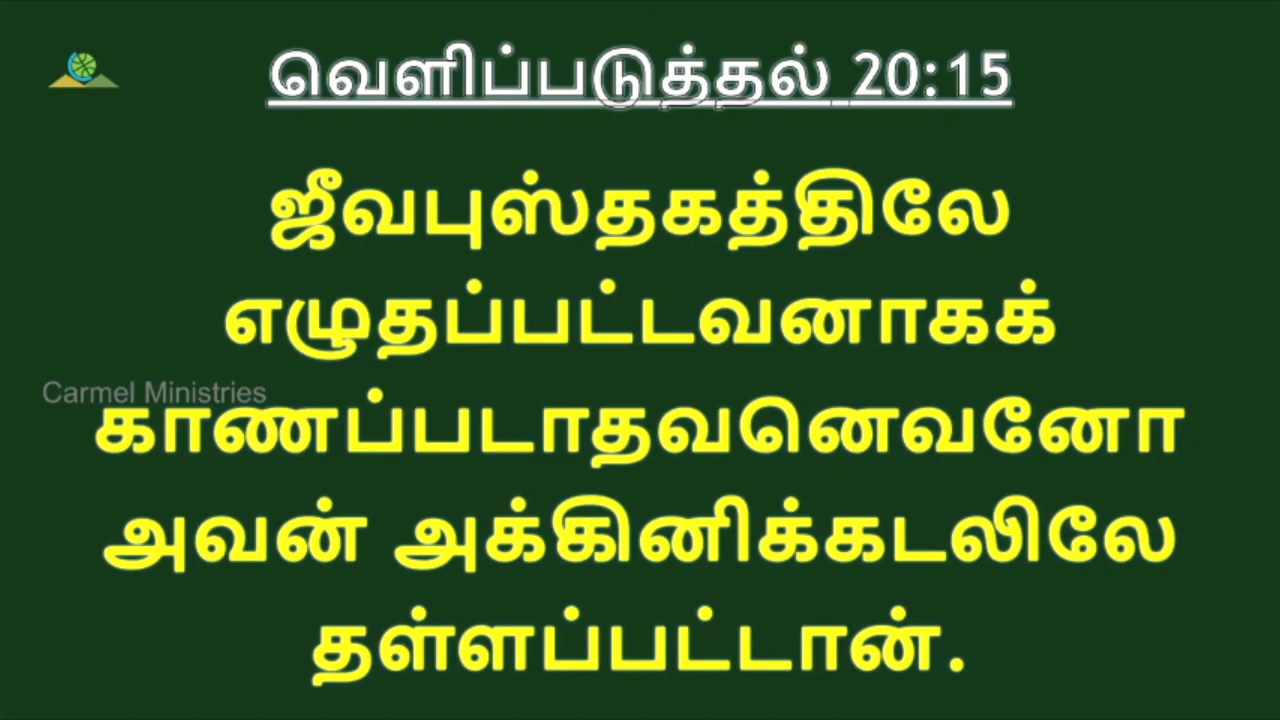 வெளிப்படுத்தல் 20:15
ஜீவபுஸ்தகத்திலே
எழுதப்பட்டவனாகக்
Carmel Ministries
காணப்படாதவனெவனோ
அவன் அக்கினிக்கடலிலே
தள்ளப்பட்டான்.